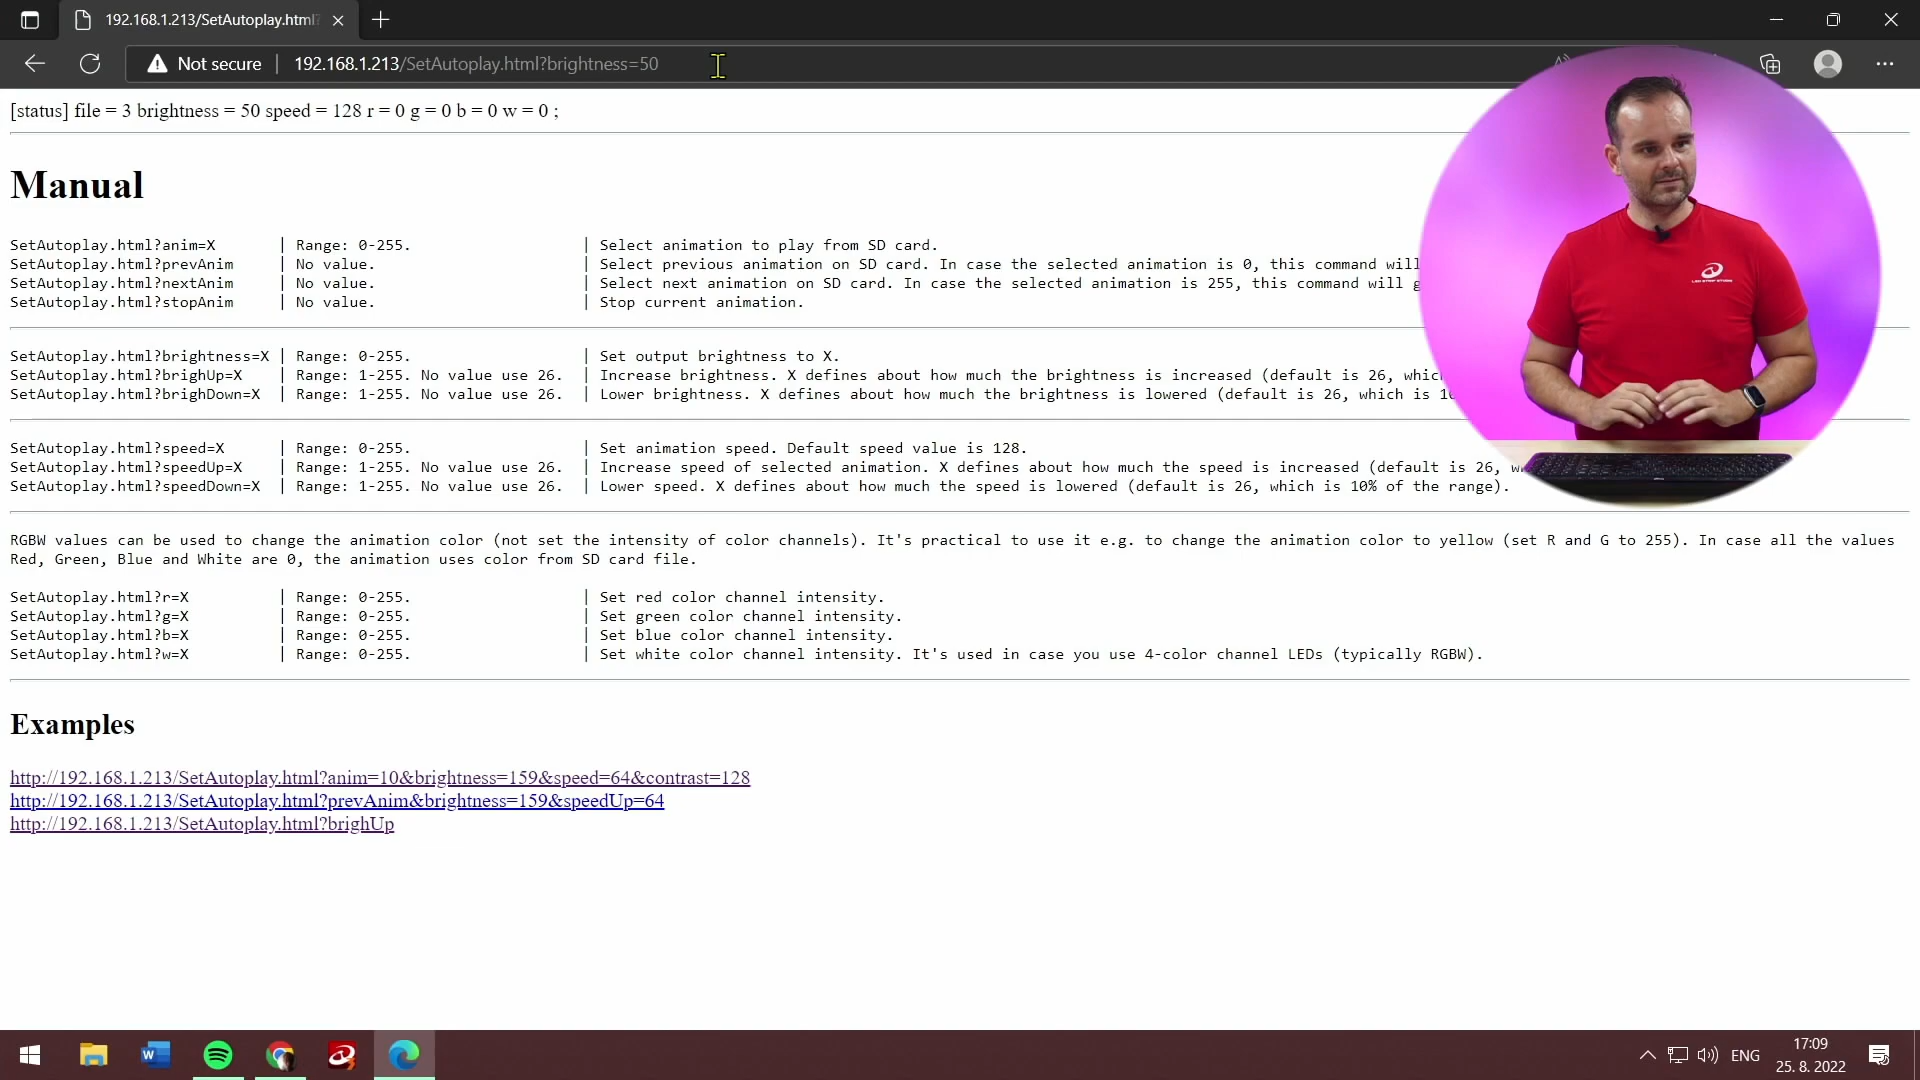 192.168.1.213/SetAutoplay.html?
Not secure | 192.168.1.213/SetAutoplay.html?brightness=50
[status] file = 3 brightness = 50 speed = 128 r = 0 g = 0 b = 0 w = 0 ;
Manual
SetAutoplay.html?anim=X | Range: 0-255. | Select animation to play from SD card.
SetAutoplay.html?prevAnim | No value. | Select previous animation on SD card. In case the selected animation is 0, this command will
SetAutoplay.html?nextAnim | No value. | Select next animation on SD card. In case the selected animation is 255, this command will
SetAutoplay.html?stopAnim | No value. | Stop current animation.
SetAutoplay.html?brightness=X | Range: 0-255. | Set output brightness to X.
SetAutoplay.html?brighUp=X | Range: 1-255. No value use 26. | Increase brightness. X defines about how much the brightness is increased (default is 26,
SetAutoplay.html?brighDown=X | Range: 1-255. No value use 26. | Lower brightness. X defines about how much the brightness is lowered (default is 26, which is
SetAutoplay.html?speed=X | Range: 0-255. | Set animation speed. Default speed value is 128.
SetAutoplay.html?speedUp=X | Range: 1-255. No value use 26. | Increase speed of selected animation. X defines about how much the speed is increased (default is 26,
SetAutoplay.html?speedDown=X | Range: 1-255. No value use 26. | Lower speed. X defines about how much the speed is lowered (default is 26, which is 10% of the range).
RGBW values can be used to change the animation color (not set the intensity of color channels). It's practical to use it e.g. to change the animation color to yellow (set R and G to 255). In case all the values
Red, Green, Blue and White are 0, the animation uses color from SD card file.
SetAutoplay.html?r=X | Range: 0-255. | Set red color channel intensity.
SetAutoplay.html?g=X | Range: 0-255. | Set green color channel intensity.
SetAutoplay.html?b=X | Range: 0-255. | Set blue color channel intensity.
SetAutoplay.html?w=X | Range: 0-255. | Set white color channel intensity. It's used in case you use 4-color channel LEDs (typically RGBW).
Examples
http://192.168.1.213/SetAutoplay.html?anim=10&brightness=159&speed=64&contrast=128
http://192.168.1.213/SetAutoplay.html?prevAnim&brightness=159&speedUp=64
http://192.168.1.213/SetAutoplay.html?brighUp
ENG
17:09
25. 8. 2022